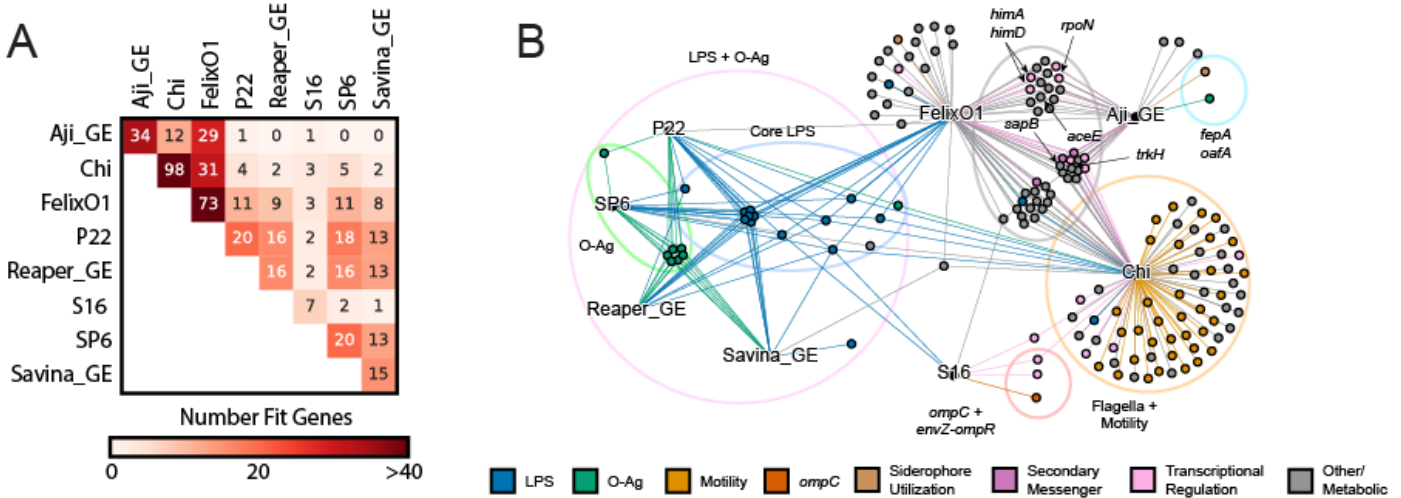 A
Aji_GE
Chi
FelixO1
P22
Reaper_GE
S16
SP6
Savina_GE
Aji_GE 34 12 29 1 0 1 0 0
Chi 98 31 4 2 3 5 2
FelixO1 73 11 9 3 11 8
P22 20 16 2 18 13
Reaper_GE 16 2 16 13
S16 7 2 1
SP6 20 13
Savina_GE 15
Number Fit Genes
0 20 >40
B
LPS + O-Ag
P22
Core LPS
SP6
O-Ag
Reaper_GE
Savina_GE
himA
himD
rpoN
FelixO1
sapB
aceE
trkH
Aji_GE
fepA
oafA
Chi
S16
ompC +
envZ-ompR
Flagella +
Motility
LPS
O-Ag
Motility
ompC
Siderophore
Utilization
Secondary
Messenger
Transcriptional
Regulation
Other/
Metabolic